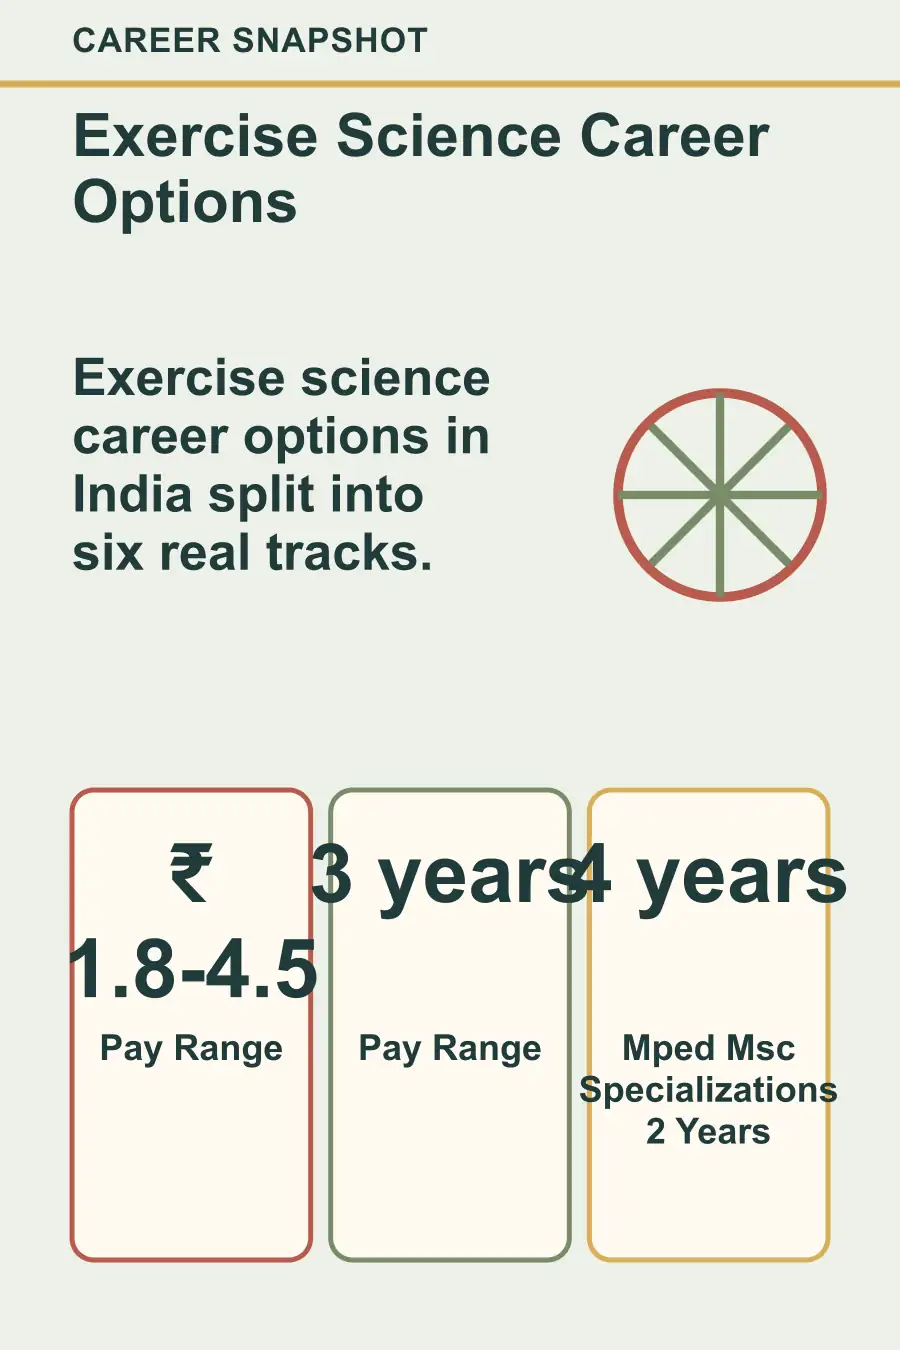 CAREER SNAPSHOT
Exercise Science Career
Options
Exercise science
career options in
India split into
six real tracks.
₹
1.8-4.5
Pay Range
3 years
Pay Range
4 years
Mped Msc
Specializations
2 Years